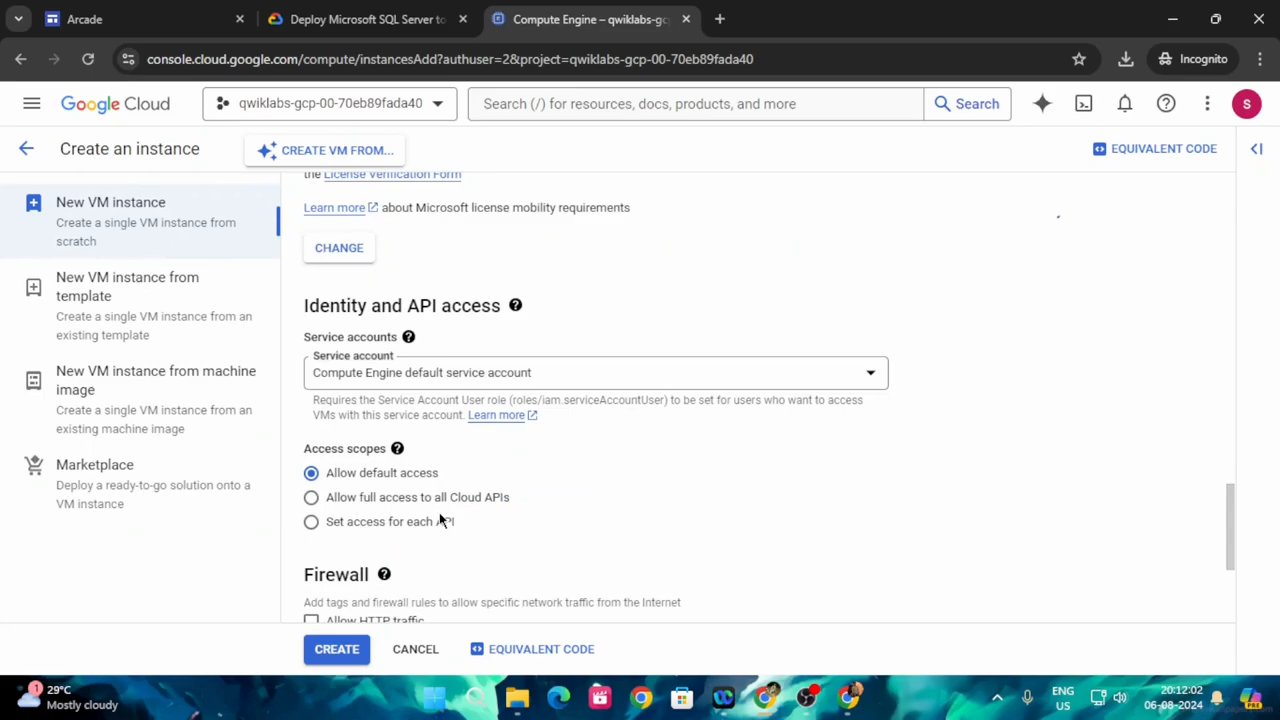 Arcade
Deploy Microsoft SQL Server to
Compute Engine – qwiklabs-gc
console.cloud.google.com/compute/instancesAdd?authuser=2&project=qwiklabs-gcp-00-70eb89fada40
Incognito
Google Cloud
qwiklabs-gcp-00-70eb89fada40
Search (/) for resources, docs, products, and more
Search
S
Create an instance
CREATE VM FROM...
EQUIVALENT CODE
New VM instance
Create a single VM instance from
scratch
New VM instance from
template
Create a single VM instance from an
existing template
New VM instance from machine
image
Create a single VM instance from an
existing machine image
Marketplace
Deploy a ready-to-go solution onto a
VM instance
the License Verification Form
Learn more about Microsoft license mobility requirements
CHANGE
Identity and API access
Service accounts
Service account
Compute Engine default service account
Requires the Service Account User role (roles/iam.serviceAccountUser) to be set for users who want to access
VMs with this service account. Learn more
Access scopes
Allow default access
Allow full access to all Cloud APIs
Set access for each API
Firewall
Add tags and firewall rules to allow specific network traffic from the Internet
Allow HTTP traffic
CREATE
CANCEL
EQUIVALENT CODE
1
29°C
Mostly cloudy
ENG
US
20:12:02
06-08-2024
PRE